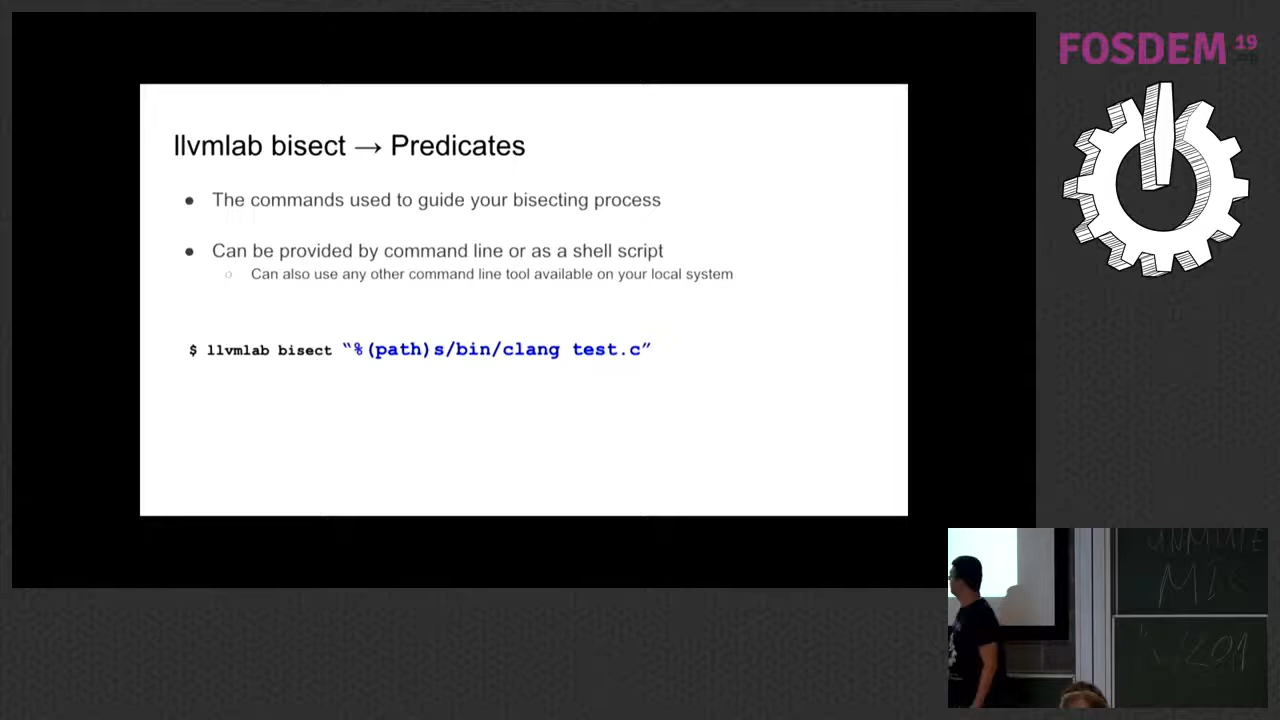 FOSDEM 19
llvmlab bisect → Predicates
● The commands used to guide your bisecting process
● Can be provided by command line or as a shell script
○ Can also use any other command line tool available on your local system
$ llvmlab bisect “%(path)s/bin/clang test.c”